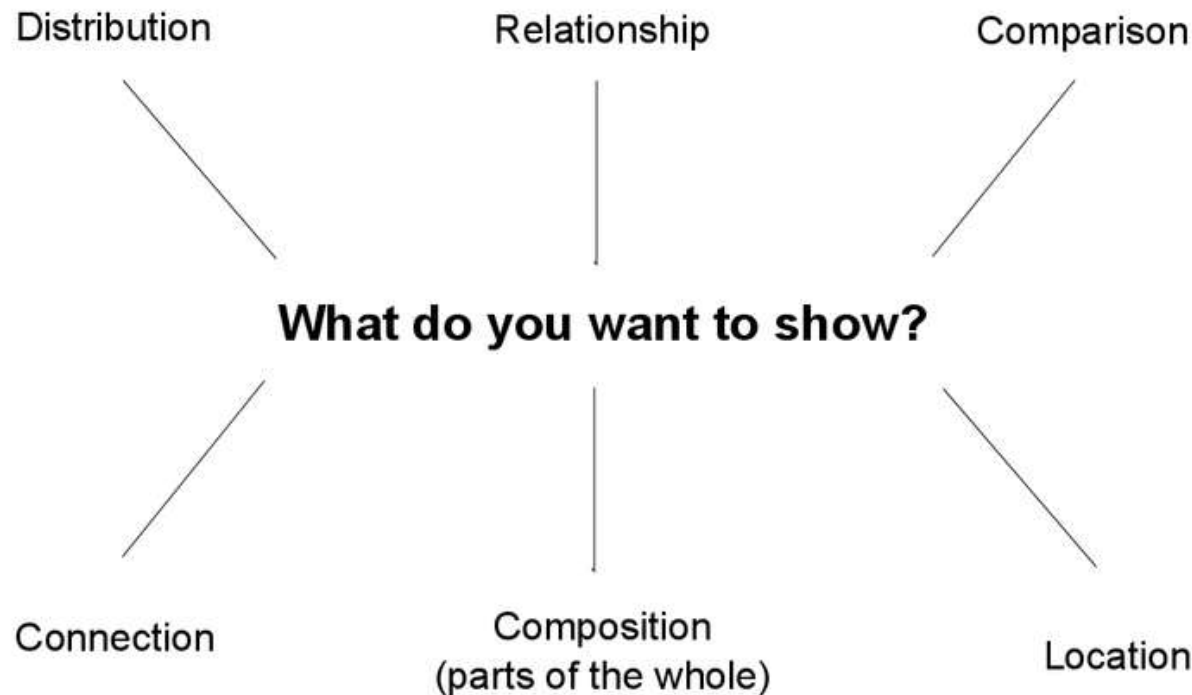 Distribution
Relationship
Comparison
What do you want to show?
Connection
Composition
(parts of the whole)
Location